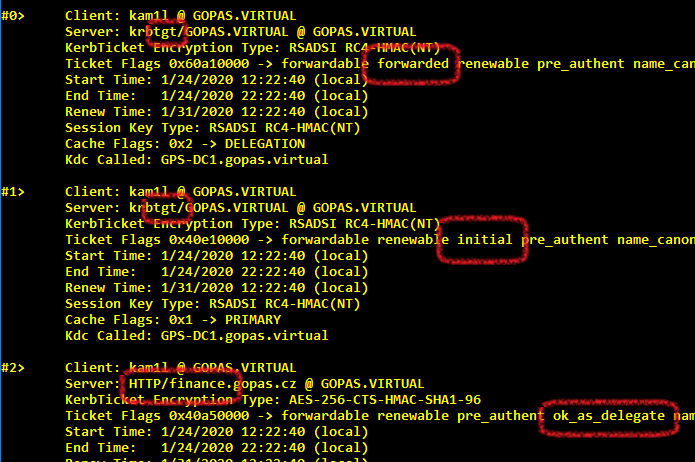 #0> Client: kam1l @ GOPAS.VIRTUAL
Server: krbtgt/GOPAS.VIRTUAL @ GOPAS.VIRTUAL
KerbTicket Encryption Type: RSADSI RC4-HMAC(NT)
Ticket Flags 0x60a10000 -> forwardable forwarded renewable pre_authent name_can
Start Time: 1/24/2020 12:22:40 (local)
End Time: 1/24/2020 22:22:40 (local)
Renew Time: 1/31/2020 12:22:40 (local)
Session Key Type: RSADSI RC4-HMAC(NT)
Cache Flags: 0x2 -> DELEGATION
Kdc Called: GPS-DC1.gopas.virtual
#1> Client: kam1l @ GOPAS.VIRTUAL
Server: krbtgt/GOPAS.VIRTUAL @ GOPAS.VIRTUAL
KerbTicket Encryption Type: RSADSI RC4-HMAC(NT)
Ticket Flags 0x40e10000 -> forwardable renewable initial pre_authent name_canon
Start Time: 1/24/2020 12:22:40 (local)
End Time: 1/24/2020 22:22:40 (local)
Renew Time: 1/31/2020 12:22:40 (local)
Session Key Type: RSADSI RC4-HMAC(NT)
Cache Flags: 0x1 -> PRIMARY
Kdc Called: GPS-DC1.gopas.virtual
#2> Client: kam1l @ GOPAS.VIRTUAL
Server: HTTP/finance.gopas.cz @ GOPAS.VIRTUAL
KerbTicket Encryption Type: AES-256-CTS-HMAC-SHA1-96
Ticket Flags 0x40a50000 -> forwardable renewable pre_authent ok_as_delegate nam
Start Time: 1/24/2020 12:22:40 (local)
End Time: 1/24/2020 22:22:40 (local)
Renew Time: 1/31/2020 12:22:40 (local)